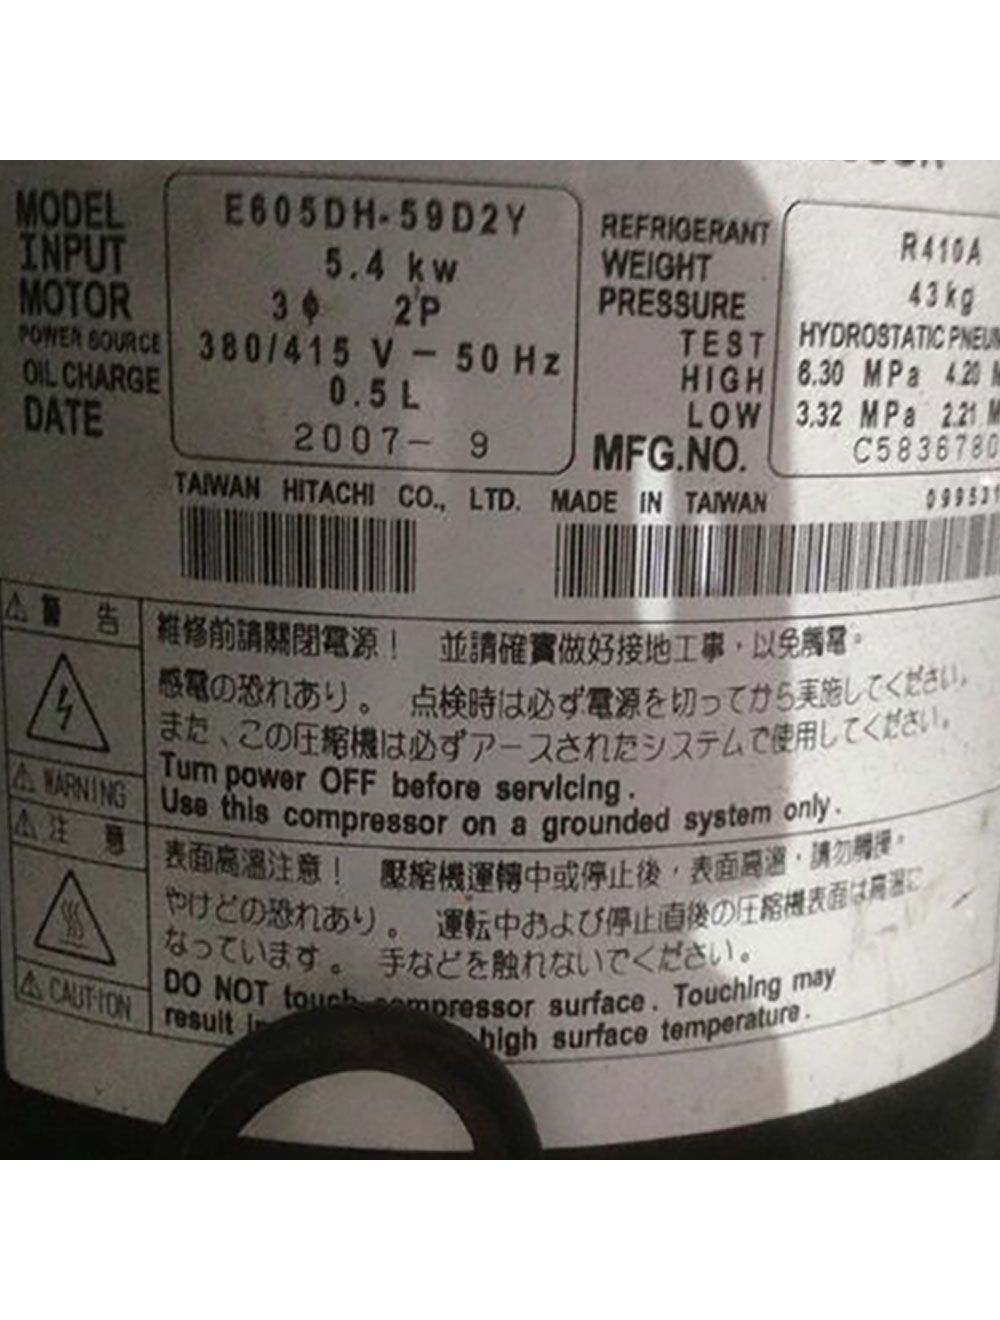 MODEL E605DH-59D2Y
INPUT 5.4 kw
MOTOR 3ϕ 2P
POWER SOURCE 380/415 V - 50 Hz
OIL CHARGE 0.5 L
DATE 2007- 9
REFRIGERANT R410A
WEIGHT 43 kg
PRESSURE HYDROSTATIC
TEST
HIGH 6.30 MPa 4.20
LOW 3.32 MPa 2.21
MFG.NO. C5836780
TAIWAN HITACHI CO., LTD. MADE IN TAIWAN
⚠ 警 告
維修前請關閉電源！ 並請確實做好接地工事，以免觸電。
感電の恐れあり。 点検時は必ず電源を切ってから実施してください。
また、この圧縮機は必ずアースされたシステムで使用してください。
⚠ WARNING
Turn power OFF before servicing.
Use this compressor on a grounded system only.
⚠ 注 意
表面高溫注意！ 壓縮機運轉中或停止後，表面高溫，請勿觸摸。
やけどの恐れあり。 運転中および停止直後の圧縮機表面は高温に
なっています。 手などを触れないでください。
⚠ CAUTION
DO NOT touch compressor surface. Touching may
result high surface temperature.